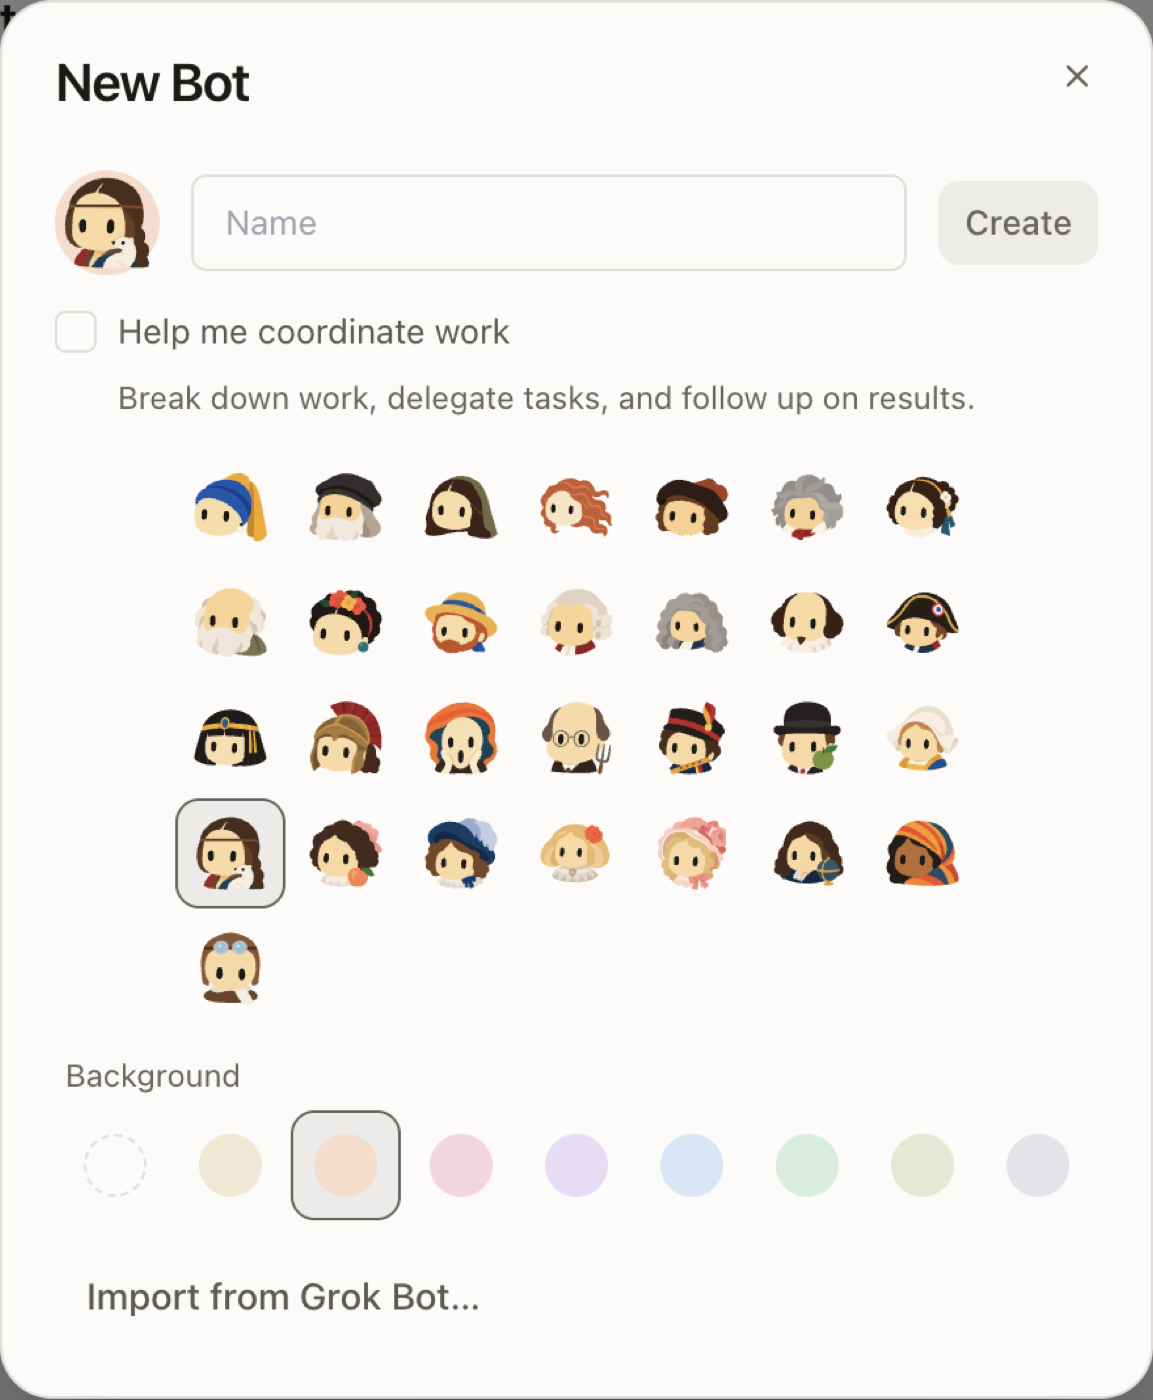 New Bot
Name
Create
Help me coordinate work
Break down work, delegate tasks, and follow up on results.
Background
Import from Grok Bot...